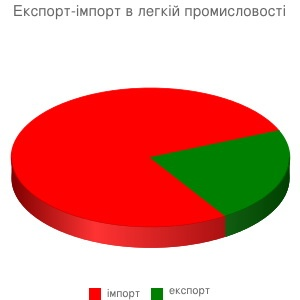 Експорт-імпорт в легкій промисловості
імпорт
експорт